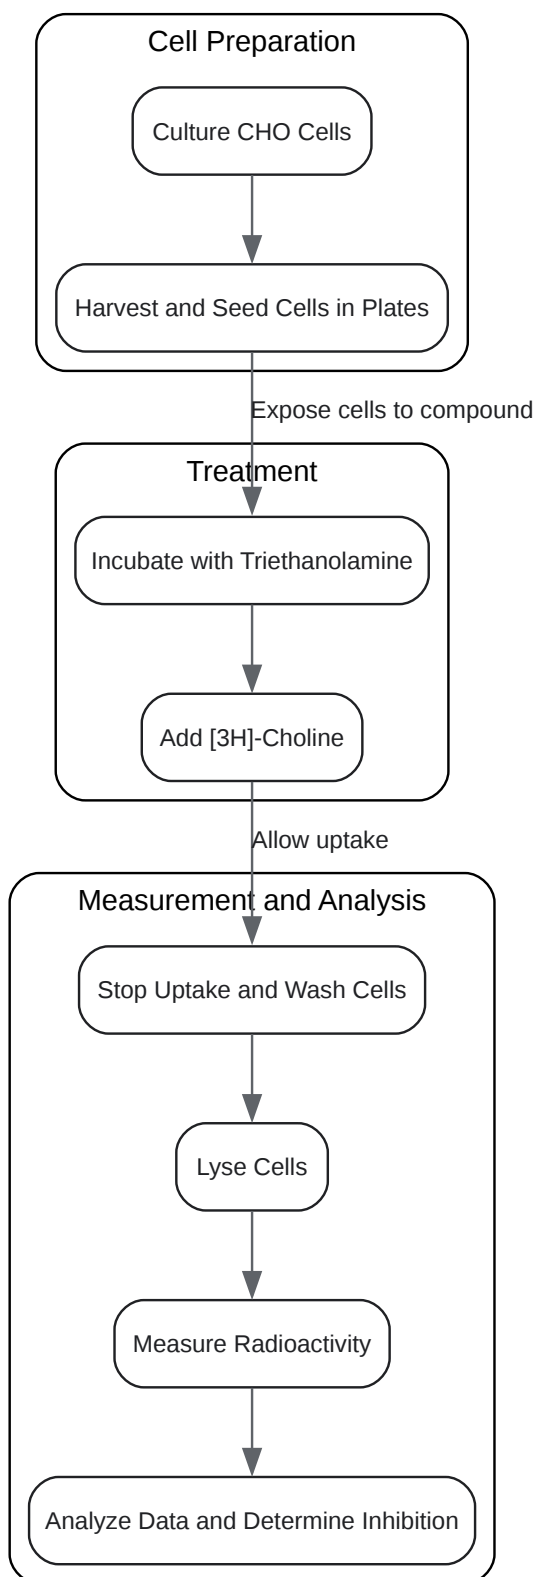 Cell Preparation
Culture CHO Cells
Harvest and Seed Cells in Plates
Expose cells to compound
Treatment
Incubate with Triethanolamine
Add [3H]-Choline
Allow uptake
Measurement and Analysis
Stop Uptake and Wash Cells
Lyse Cells
Measure Radioactivity
Analyze Data and Determine Inhibition